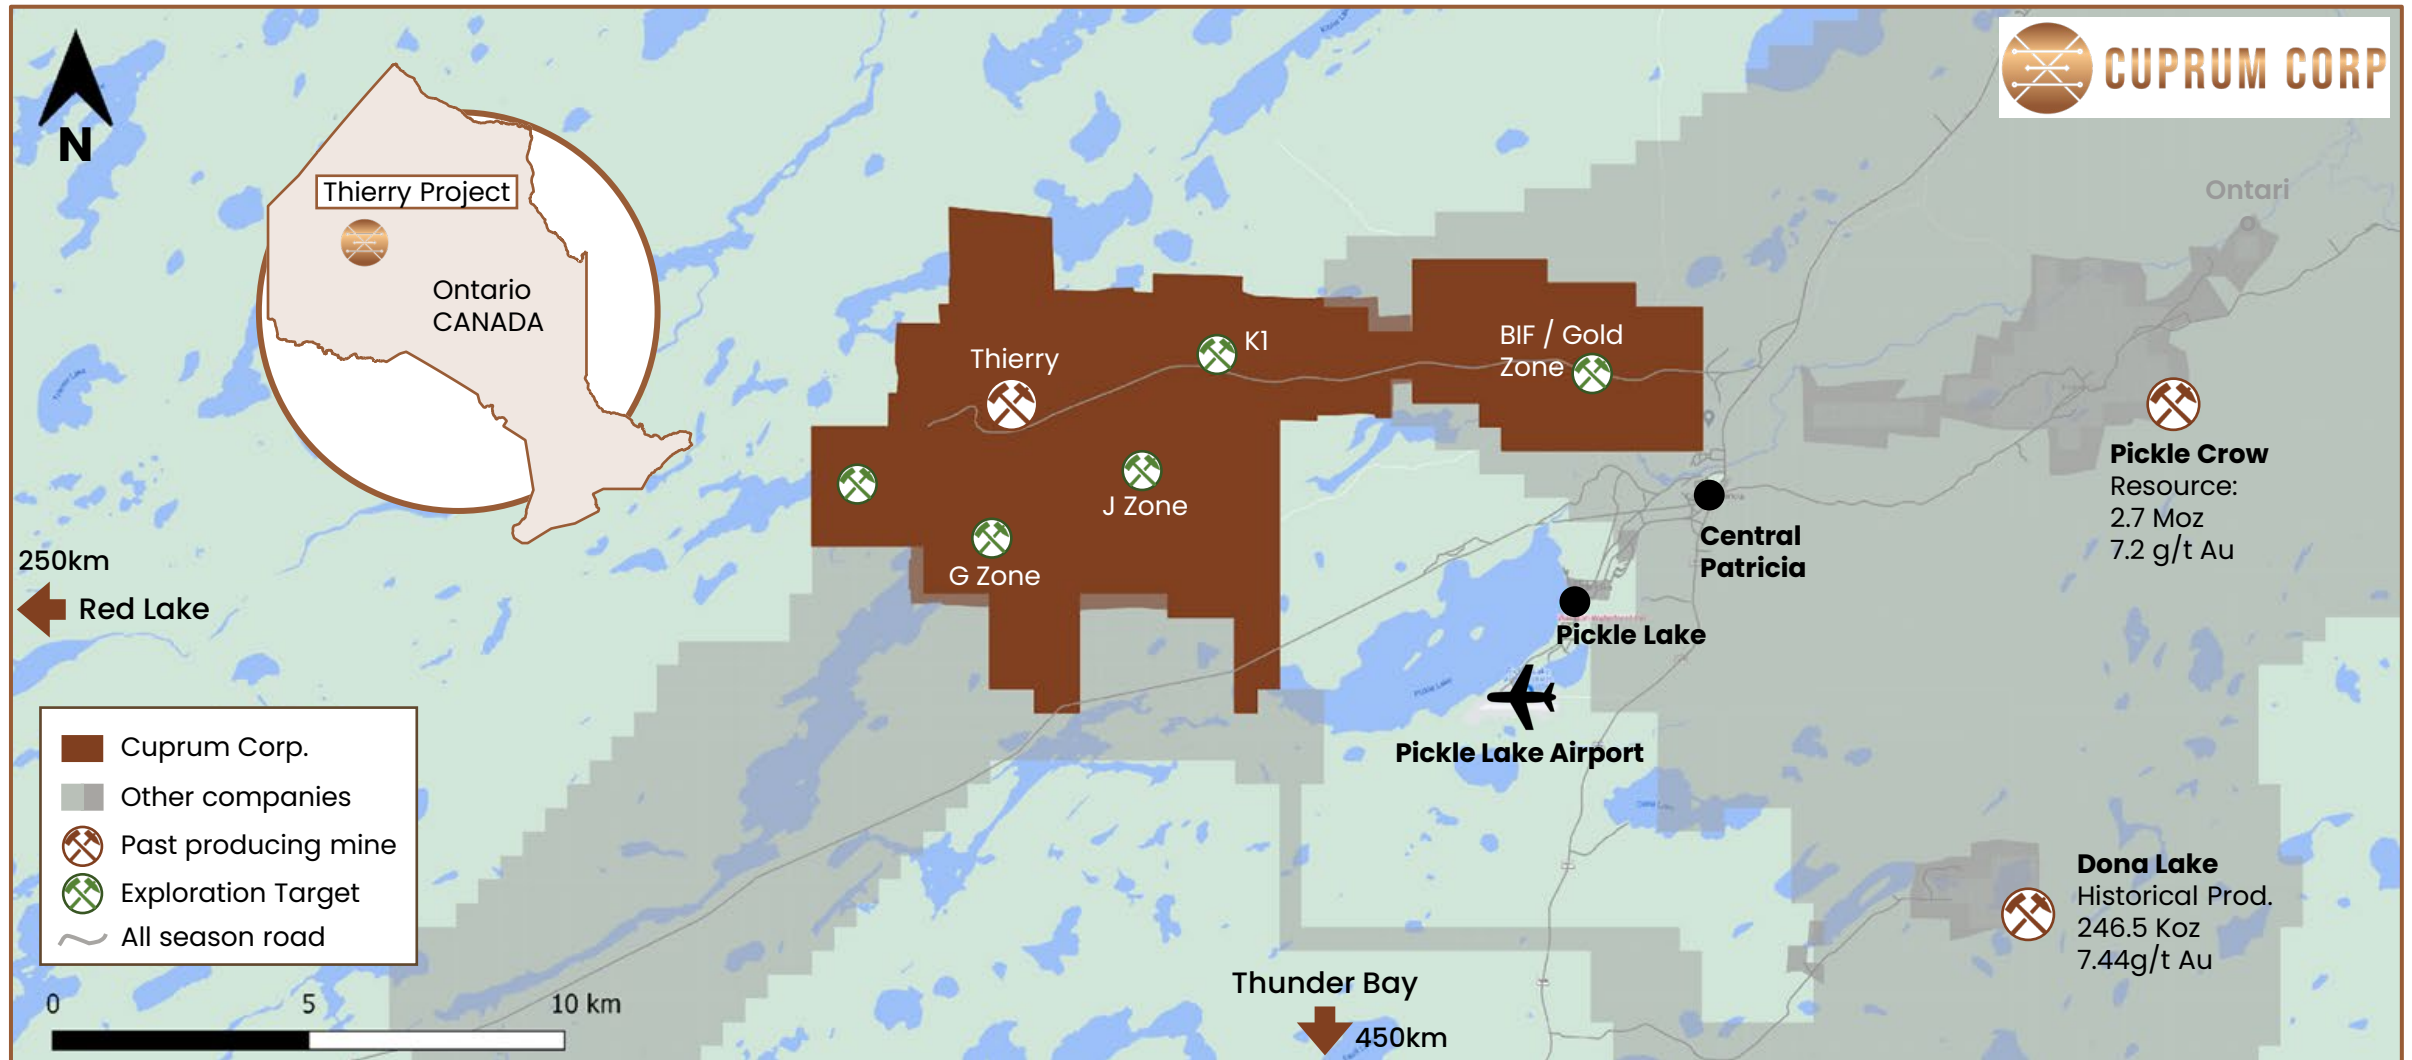 CUPRUM CORP
N
Thierry Project
Ontario
CANADA
Ontari
Thierry
K1
BIF / Gold
Zone
J Zone
G Zone
Pickle Crow
Resource:
2.7 Moz
7.2 g/t Au
Central
Patricia
Pickle Lake
Pickle Lake
Pickle Lake Airport
250km
Red Lake
Cuprum Corp.
Other companies
Past producing mine
Exploration Target
All season road
0 5 10 km
Dona Lake
Historical Prod.
246.5 Koz
7.44g/t Au
Thunder Bay
450km